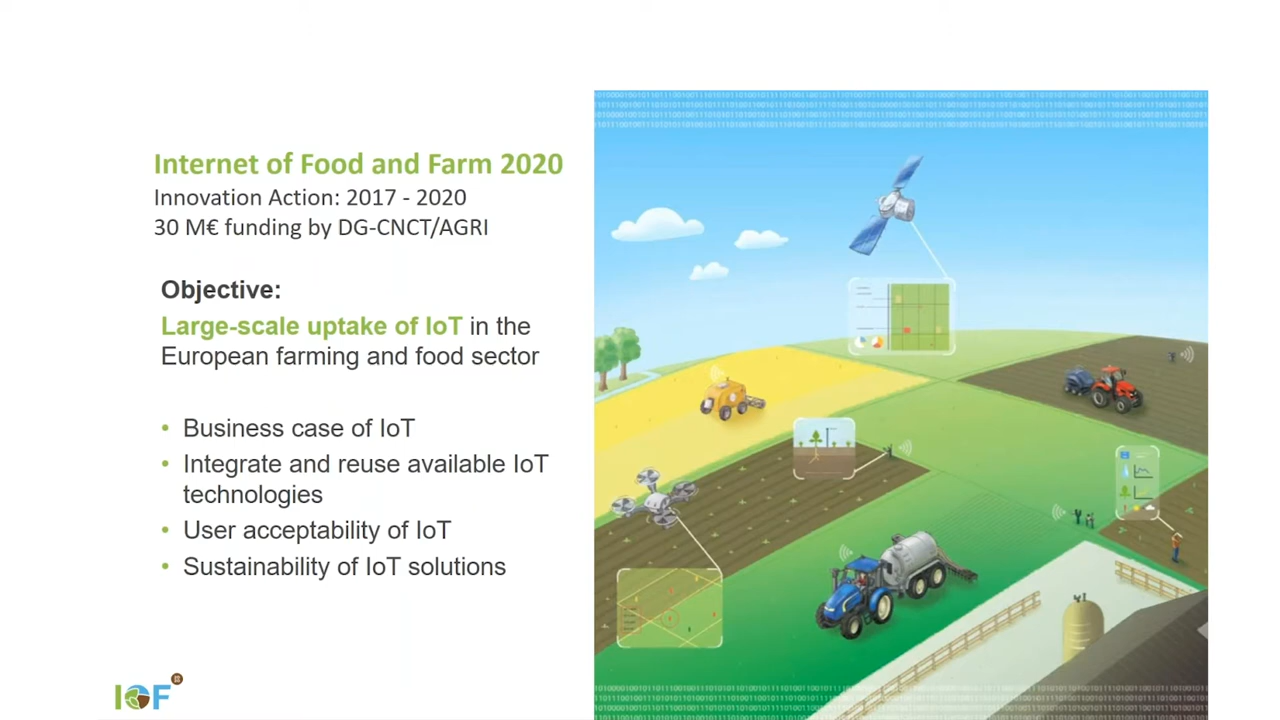 Internet of Food and Farm 2020
Innovation Action: 2017 - 2020
30 M€ funding by DG-CNCT/AGRI
Objective:
Large-scale uptake of IoT in the
European farming and food sector
• Business case of IoT
• Integrate and reuse available IoT
technologies
• User acceptability of IoT
• Sustainability of IoT solutions
IOF